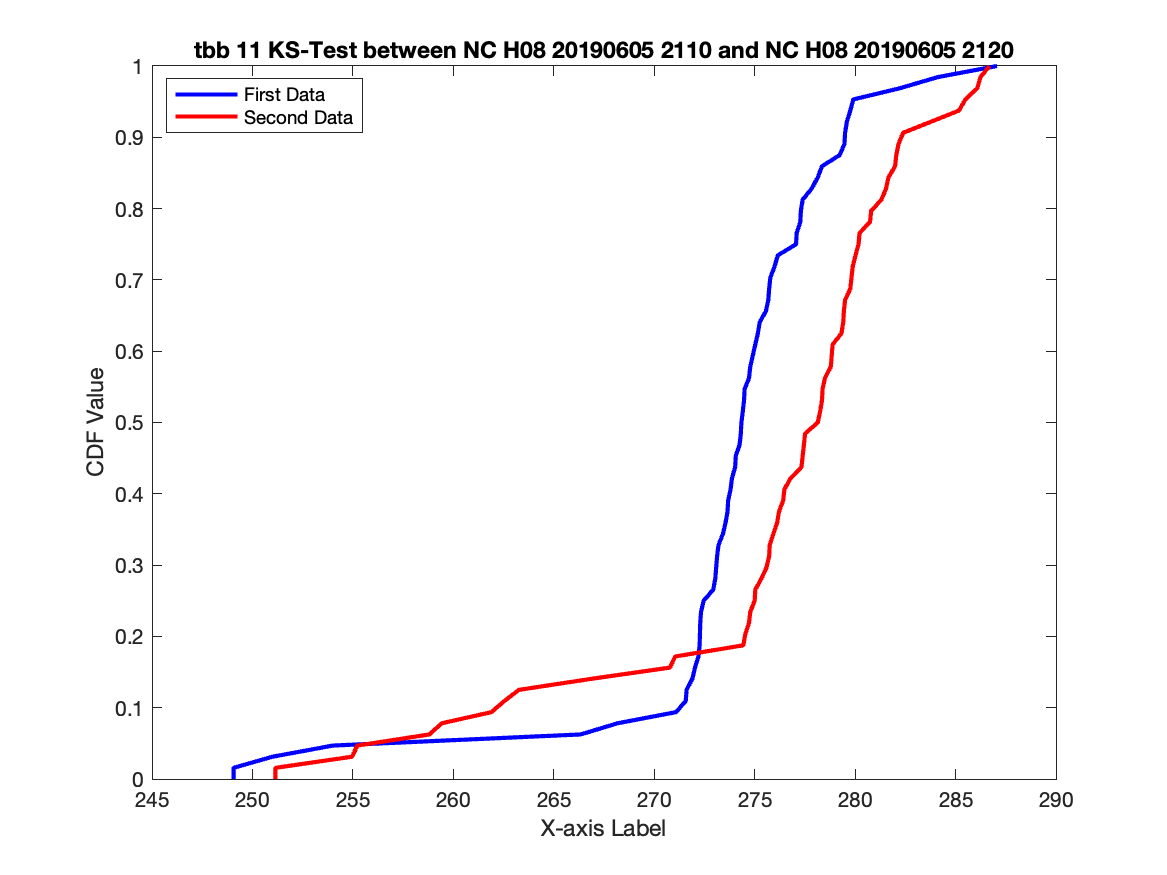 tbb 11 KS-Test between NC H08 20190605 2110 and NC H08 20190605 2120
First Data
Second Data
1
0.9
0.8
0.7
0.6
0.5
0.4
0.3
0.2
0.1
0
CDF Value
245 250 255 260 265 270 275 280 285 290
X-axis Label